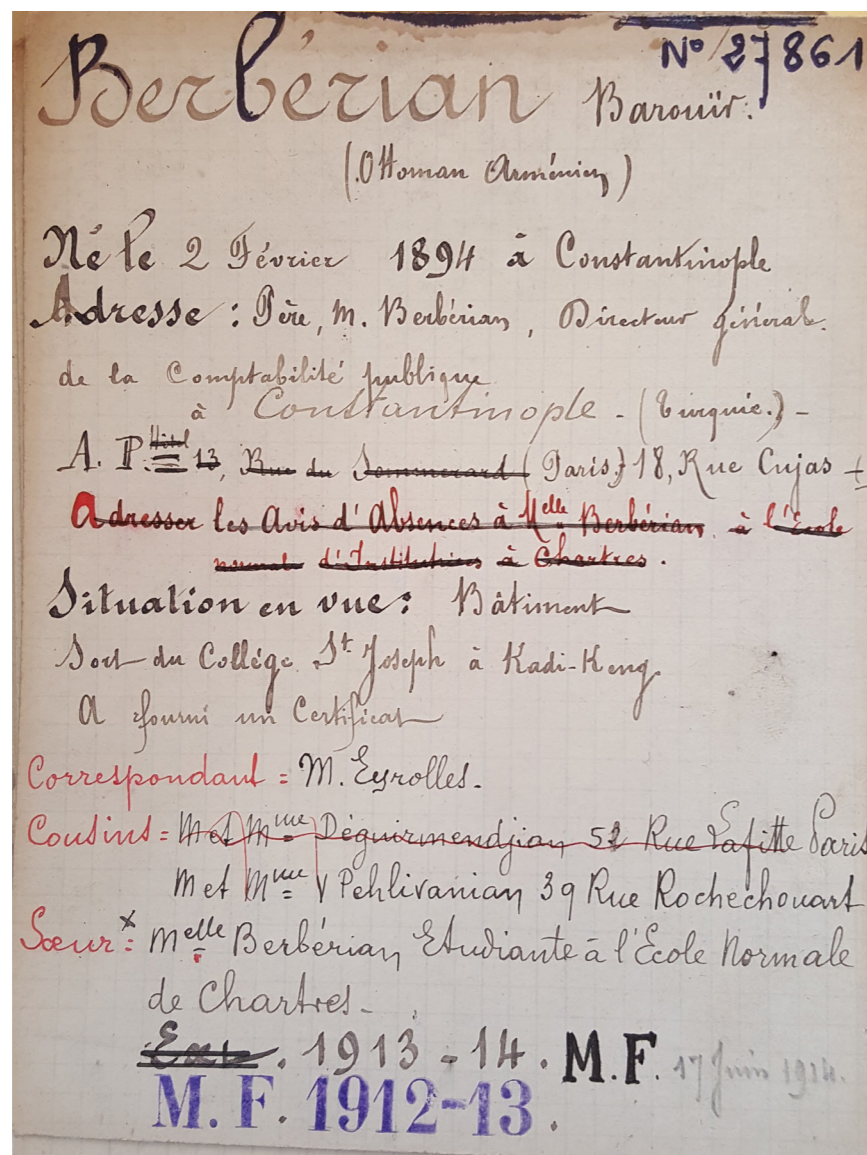 N° 27861
Berbérian Barouïr.
(Ottoman Arménien)
Né le 2 Février 1894 à Constantinople
Adresse : Père, M. Berbérian, Directeur général.
de la Comptabilité publique
à Constantinople - (Turquie.) -
A. P. Hôtel 13, Rue du Sommerard (Paris) 18, Rue Cujas
Adresser les Avis d'Absences à Melle Berbérian à l'École
normale d'Institutrices à Chartres.
Situation en vue : Bâtiment
Sort du Collège St Joseph à Kadi-Keuy.
A fourni un Certificat
Correspondant = M. Eyrolles.
Cousins = M et Mme Déguirmendjian 52 Rue Lafitte Paris
M et Mme Pehlivanian 39 Rue Rochechouart
Sœur : Melle Berbérian Etudiante à l'École Normale
de Chartres -
1913 - 14. M.F. 17 Juin 1914.
M. F. 1912-13.